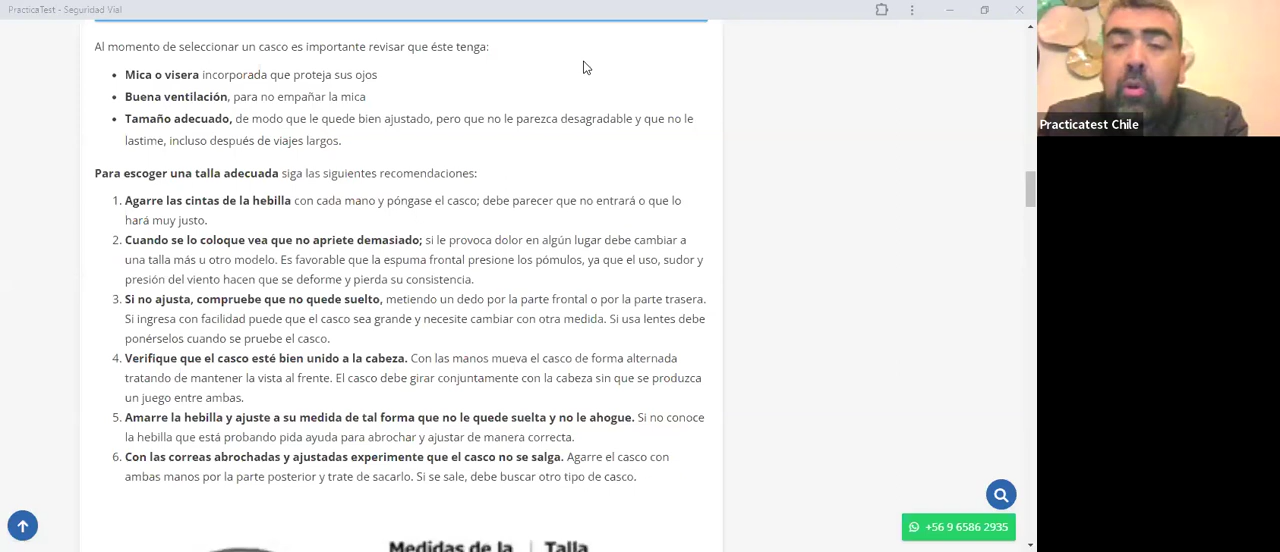 PracticaTest - Seguridad Vial
Al momento de seleccionar un casco es importante revisar que éste tenga:
• Mica o visera incorporada que proteja sus ojos
• Buena ventilación, para no empañar la mica
• Tamaño adecuado, de modo que le quede bien ajustado, pero que no le parezca desagradable y que no le
lastime, incluso después de viajes largos.
Para escoger una talla adecuada siga las siguientes recomendaciones:
1. Agarre las cintas de la hebilla con cada mano y póngase el casco; debe parecer que no entrará o que lo
hará muy justo.
2. Cuando se lo coloque vea que no apriete demasiado; si le provoca dolor en algún lugar debe cambiar a
una talla más u otro modelo. Es favorable que la espuma frontal presione los pómulos, ya que el uso, sudor y
presión del viento hacen que se deforme y pierda su consistencia.
3. Si no ajusta, compruebe que no quede suelto, metiendo un dedo por la parte frontal o por la parte trasera.
Si ingresa con facilidad puede que el casco sea grande y necesite cambiar con otra medida. Si usa lentes debe
ponérselos cuando se pruebe el casco.
4. Verifique que el casco esté bien unido a la cabeza. Con las manos mueva el casco de forma alternada
tratando de mantener la vista al frente. El casco debe girar conjuntamente con la cabeza sin que se produzca
un juego entre ambas.
5. Amarre la hebilla y ajuste a su medida de tal forma que no le quede suelta y no le ahogue. Si no conoce
la hebilla que está probando pida ayuda para abrochar y ajustar de manera correcta.
6. Con las correas abrochadas y ajustadas experimente que el casco no se salga. Agarre el casco con
ambas manos por la parte posterior y trate de sacarlo. Si se sale, debe buscar otro tipo de casco.
Medidas de la Talla
+56 9 6586 2935
Practicatest Chile